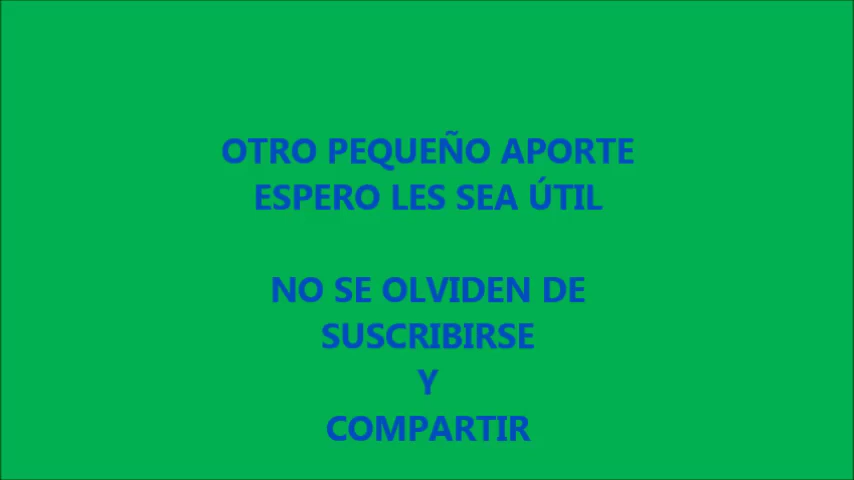 OTRO PEQUEÑO APORTE
ESPERO LES SEA ÚTIL
NO SE OLVIDEN DE
SUSCRIBIRSE
Y
COMPARTIR